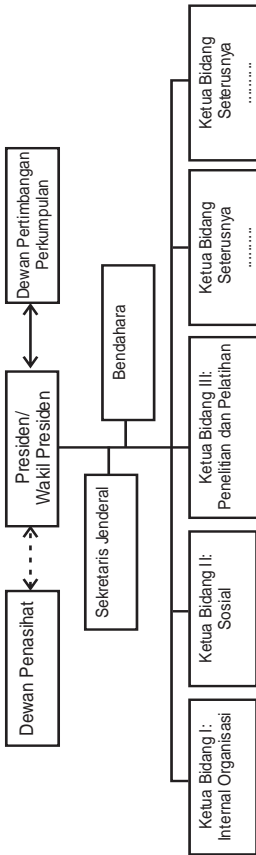 Dewan Penasihat
Presiden/
Wakil Presiden
Dewan Pertimbangan
Perkumpulan
Sekretaris Jenderal
Bendahara
Ketua Bidang I:
Internal Organisasi
Ketua Bidang II:
Sosial
Ketua Bidang III:
Penelitian dan Pelatihan
Ketua Bidang
Seterusnya
..........
Ketua Bidang
Seterusnya
..........